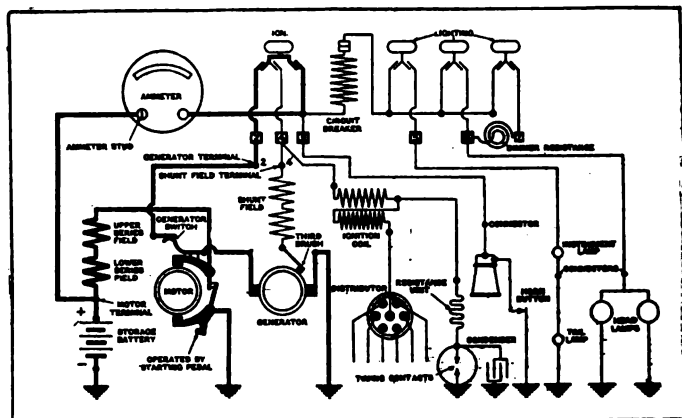 IGN.
LIGHTING
AMMETER
CIRCUIT
BREAKER
AMMETER STUD
DIMMER RESISTANCE
GENERATOR TERMINAL
2
4
SHUNT FIELD TERMINAL
SHUNT
FIELD
UPPER
SERIES
FIELD
GENERATOR
SWITCH
THIRD
BRUSH
IGNITION
COIL
CONNECTOR
LOWER
SERIES
FIELD
MOTOR
GENERATOR
DISTRIBUTOR
RESISTANCE
UNIT
HORN
BUTTON
INSTRUMENT
LAMP
CONNECTORS
MOTOR
TERMINAL
+
STORAGE
BATTERY
-
OPERATED BY
STARTING PEDAL
CONDENSER
TIMING CONTACTS
TAIL
LAMP
HEAD
LAMPS